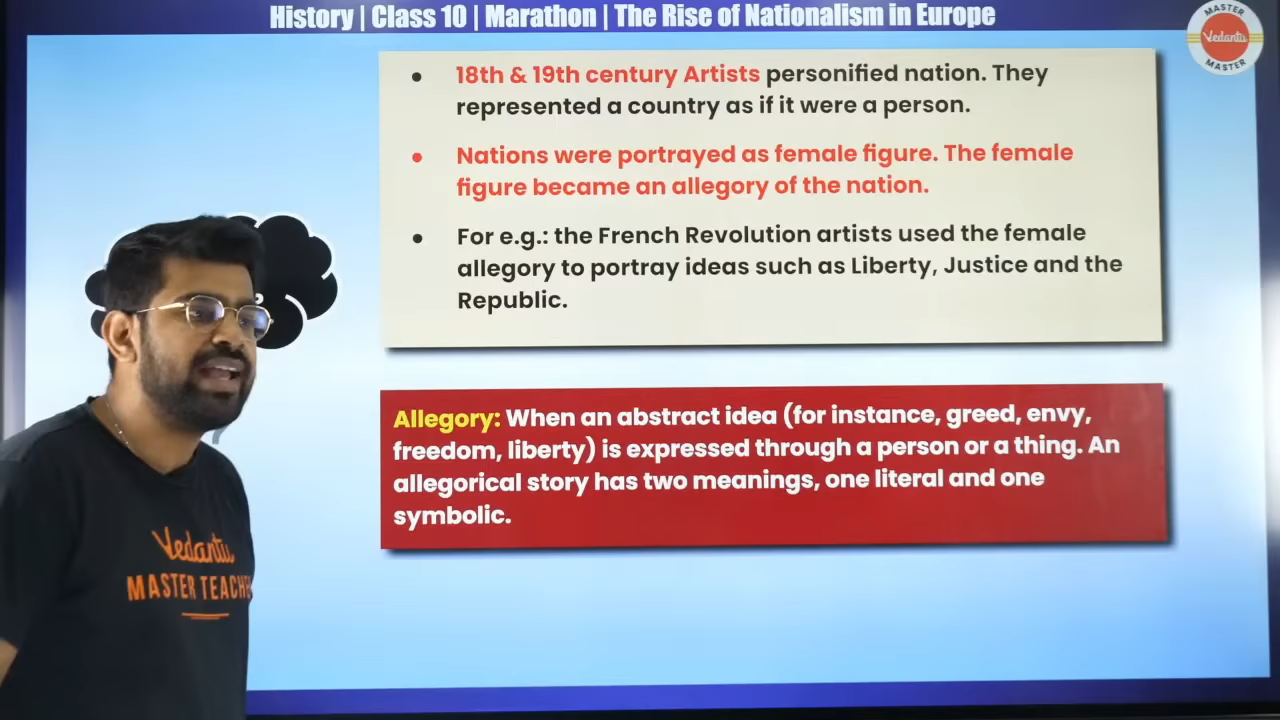 History | Class 10 | Marathon | The Rise of Nationalism in Europe
MASTER
Vedantu
MASTER
• 18th & 19th century Artists personified nation. They
represented a country as if it were a person.
• Nations were portrayed as female figure. The female
figure became an allegory of the nation.
• For e.g.: the French Revolution artists used the female
allegory to portray ideas such as Liberty, Justice and the
Republic.
Allegory: When an abstract idea (for instance, greed, envy,
freedom, liberty) is expressed through a person or a thing. An
allegorical story has two meanings, one literal and one
symbolic.
Vedantu
MASTER TEACHE